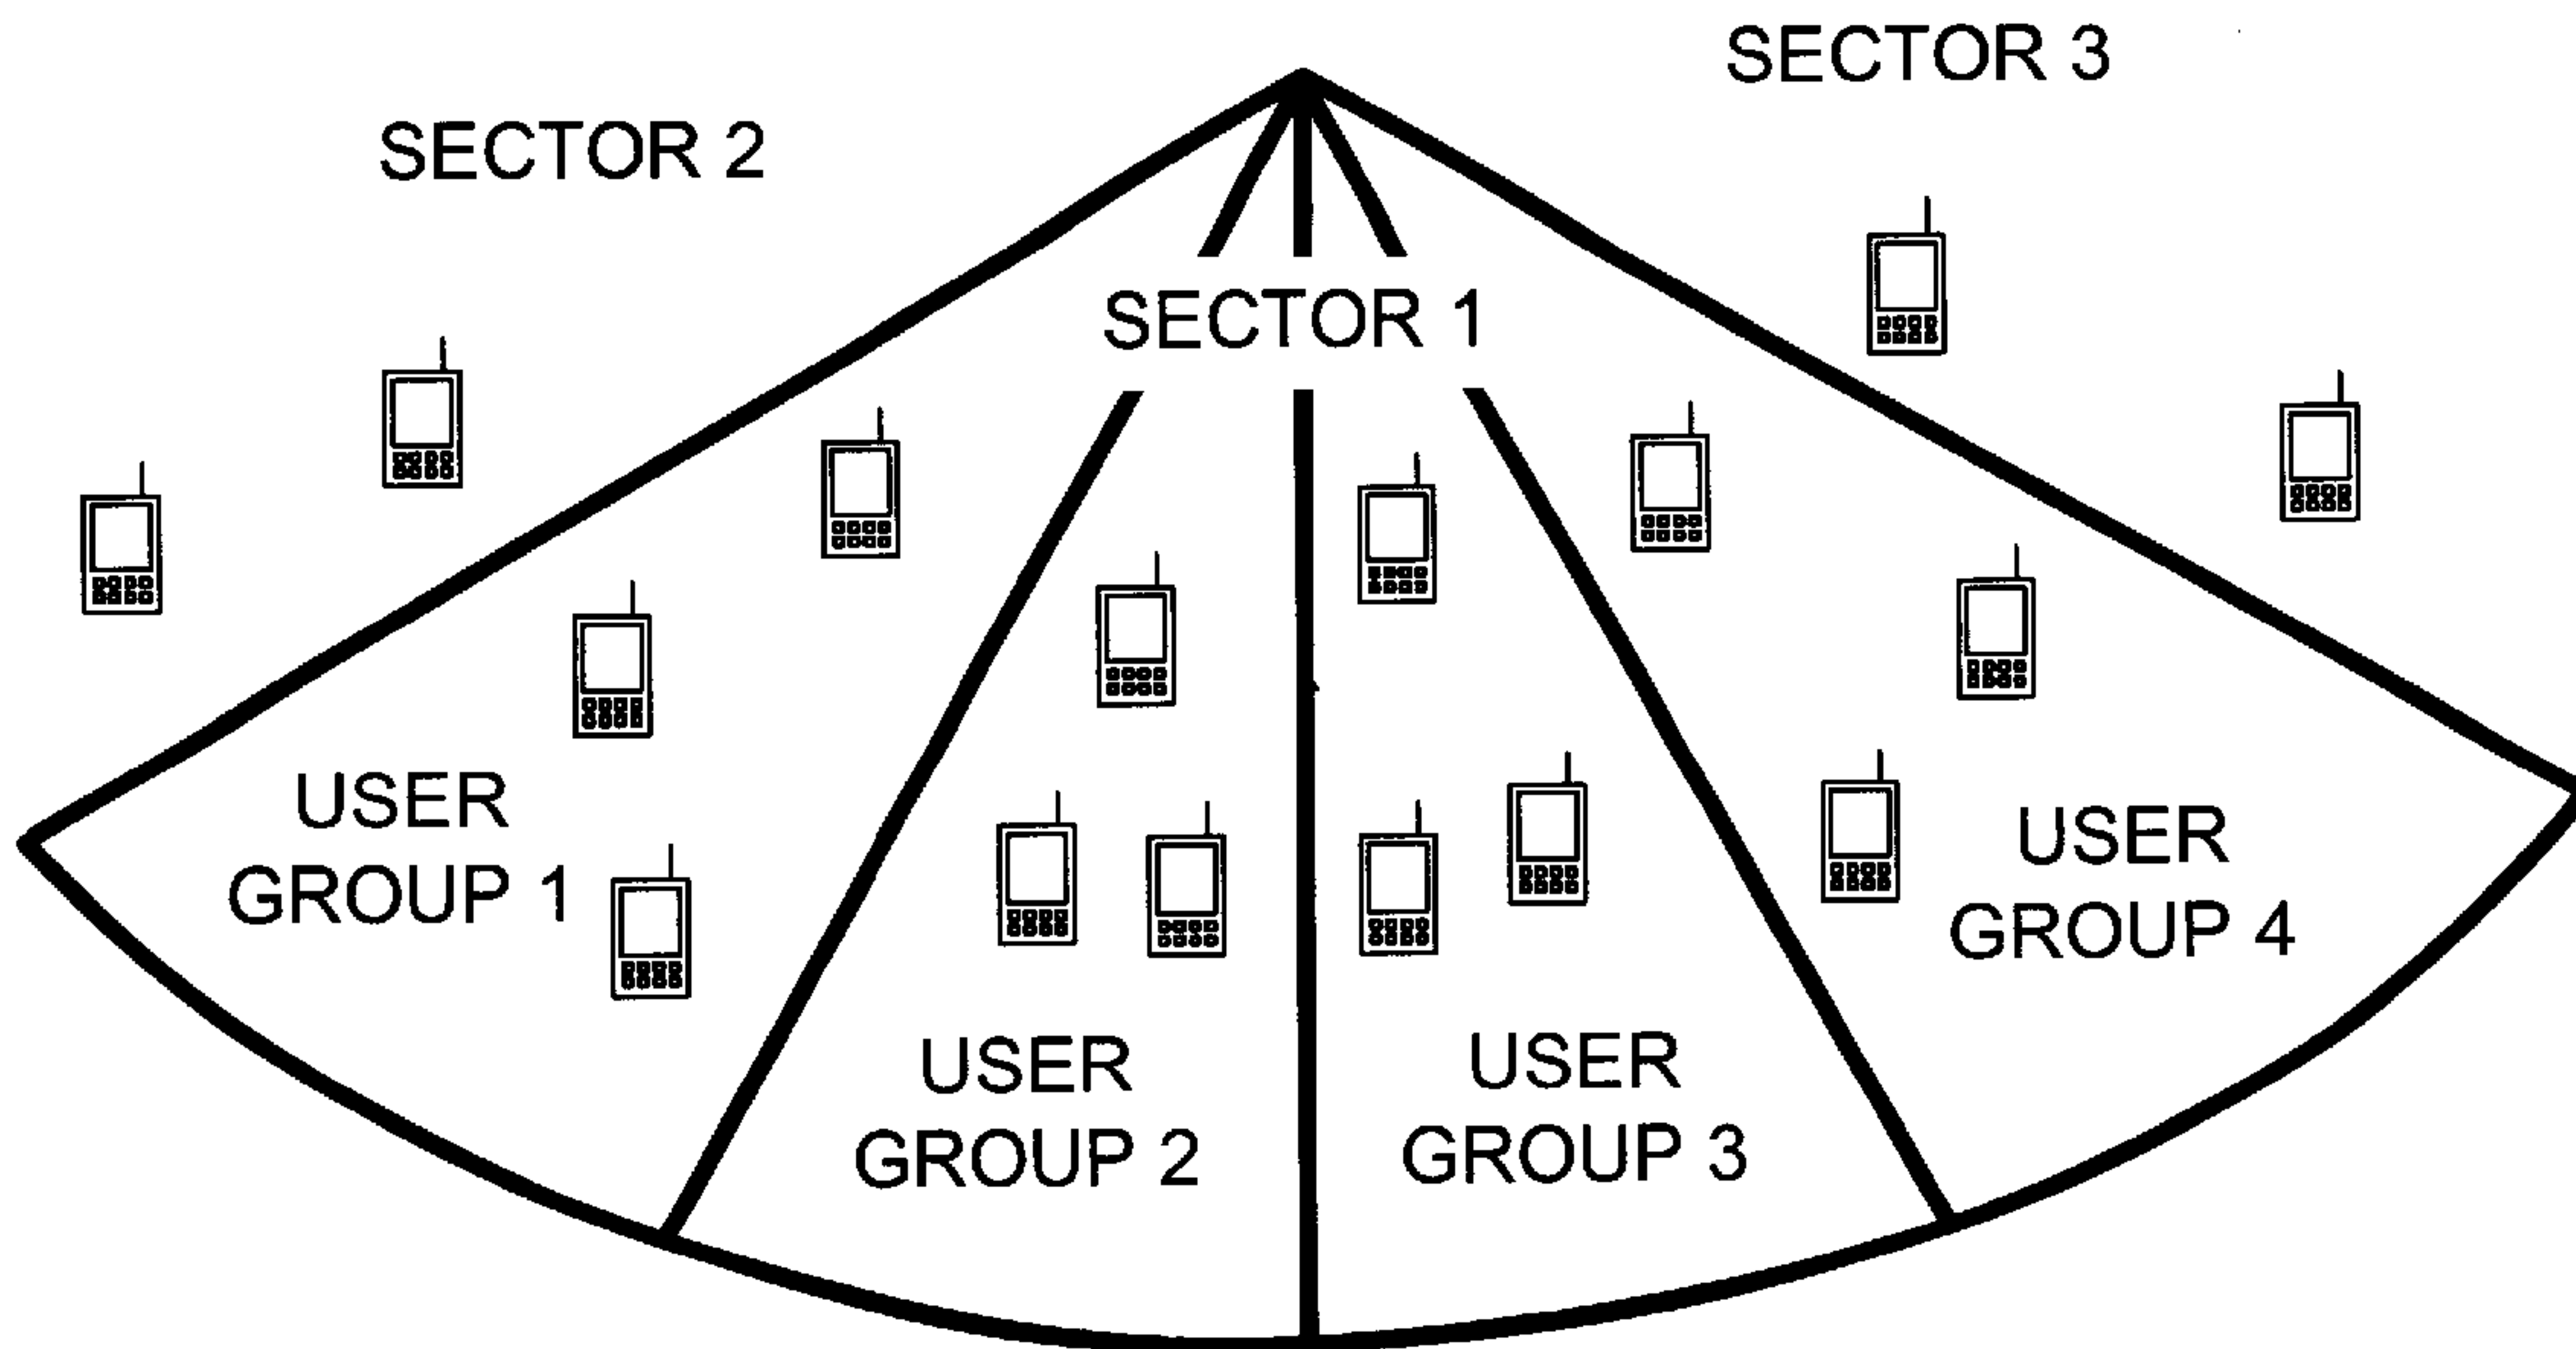 SECTOR 3
SECTOR 2
SECTOR 1
USER
GROUP 1
USER
GROUP 2
USER
GROUP 3
USER
GROUP 4